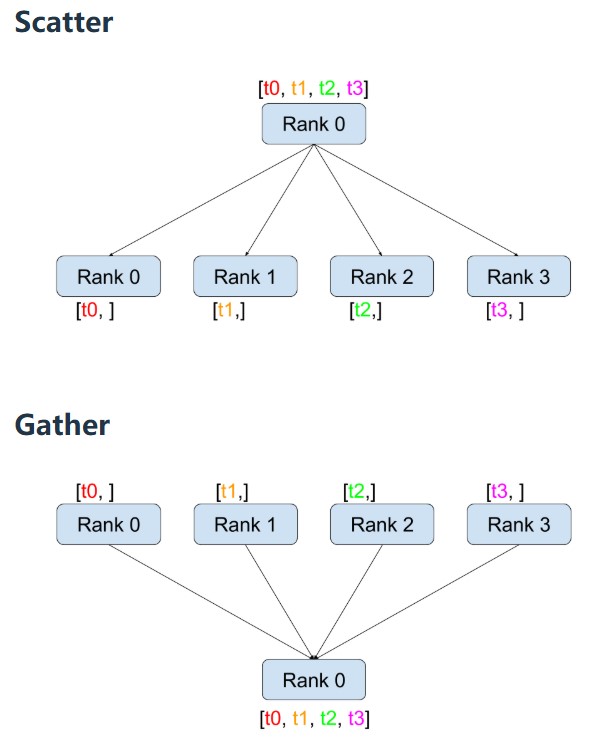 Scatter
[t0, t1, t2, t3]
Rank 0
Rank 0 Rank 1 Rank 2 Rank 3
[t0, ] [t1,] [t2,] [t3, ]
Gather
[t0, ] [t1,] [t2,] [t3, ]
Rank 0 Rank 1 Rank 2 Rank 3
Rank 0
[t0, t1, t2, t3]